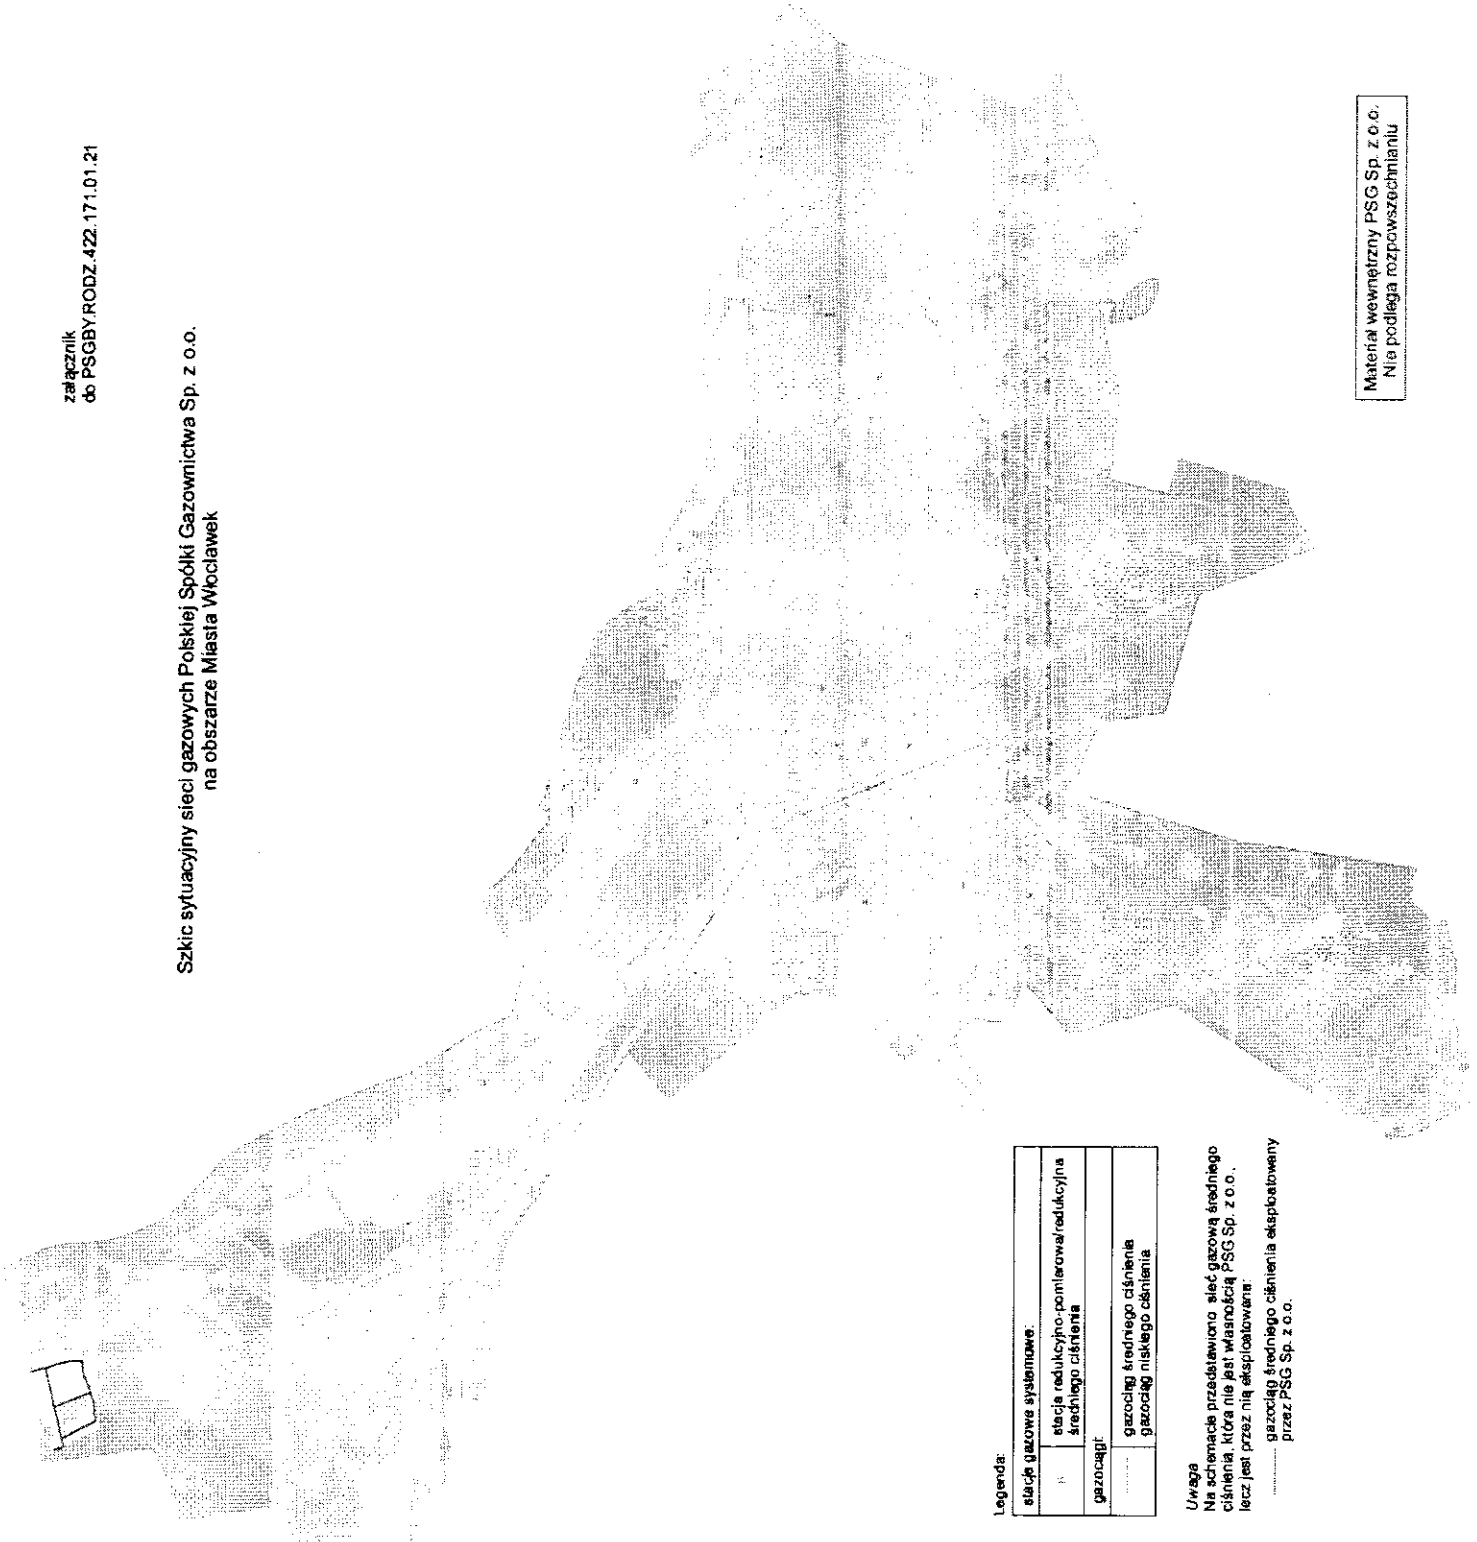 załącznik
do PSGBY.RODZ.422.171.01.21
Szkic sytuacyjny sieci gazowych Polskiej Spółki Gazownictwa Sp. z o.o.
na obszarze Miasta Włocławek
Legenda:
stacje gazowe systemowe:
stacja redukcyjno-pomiarowa/redukcyjna
średniego ciśnienia
gazociągi:
gazociąg średniego ciśnienia
gazociąg niskiego ciśnienia
Uwaga
Na schemacie przedstawiono sieć gazową średniego
ciśnienia, która nie jest własnością PSG Sp. z o.o.,
lecz jest przez nią eksploatowana:
gazociąg średniego ciśnienia eksploatowany
przez PSG Sp. z o.o.
Materiał wewnętrzny PSG Sp. z o.o.
Nie podlega rozpowszechnianiu